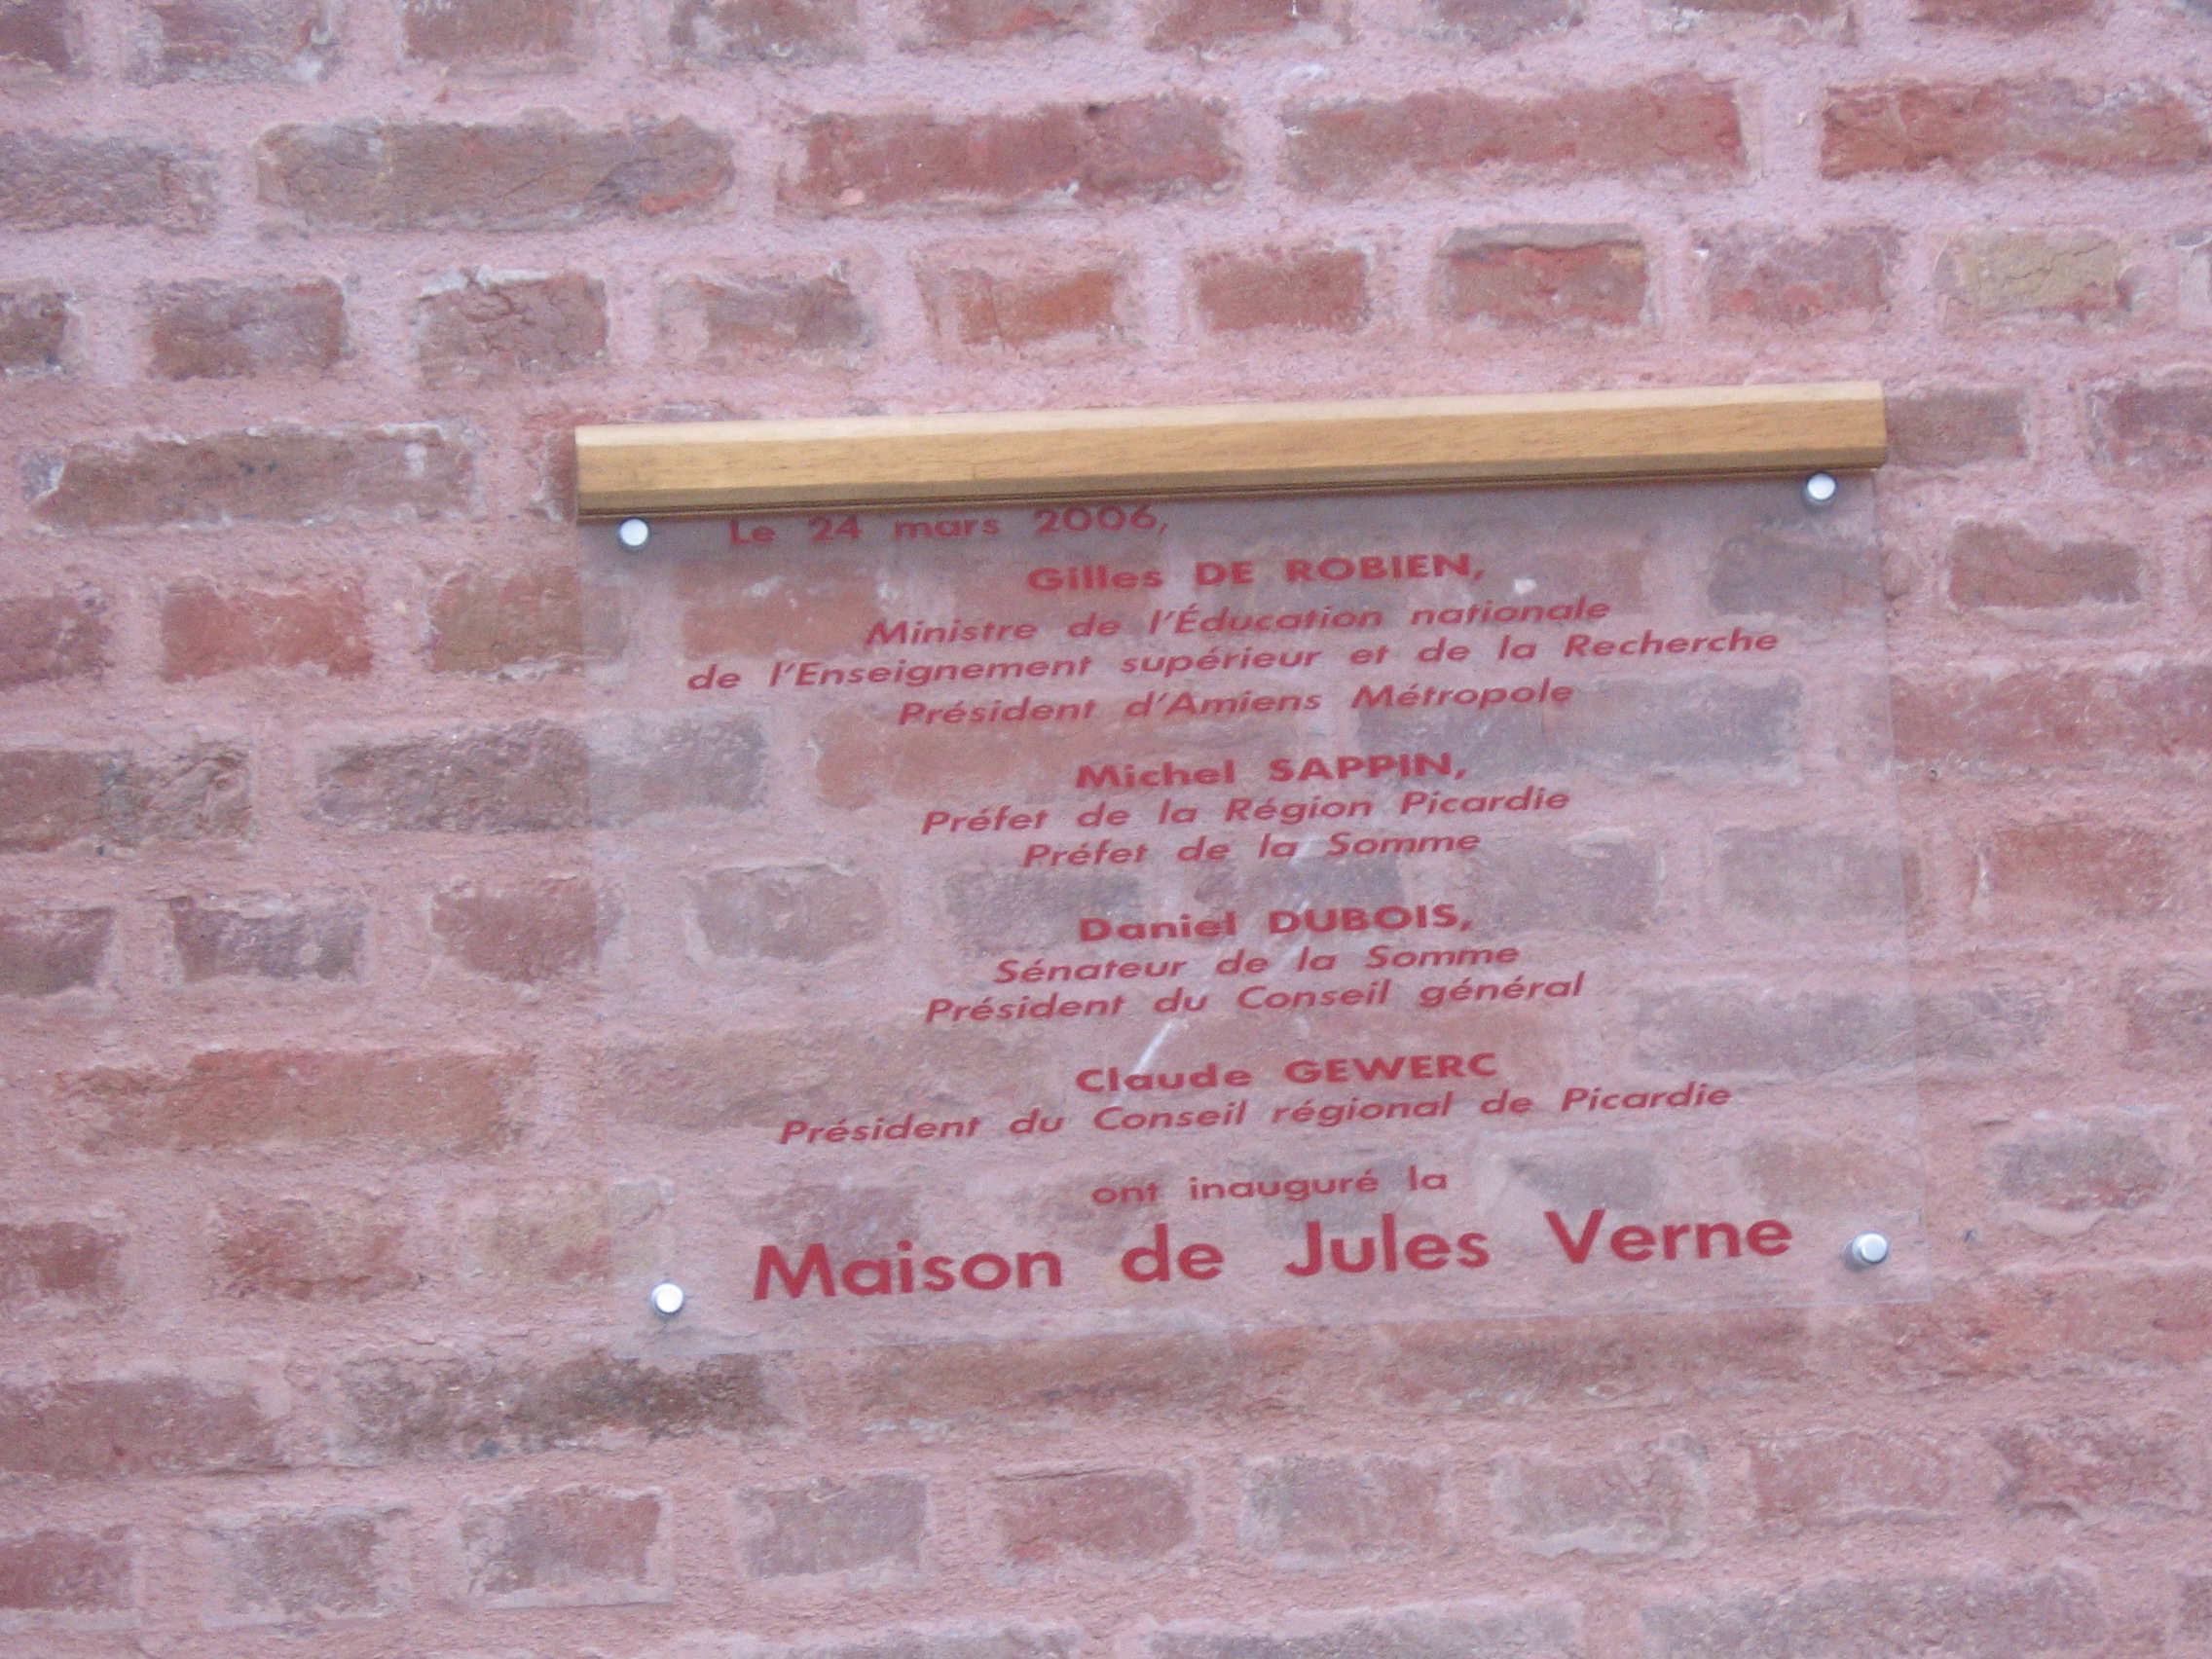 Le 24 mars 2006,
Gilles DE ROBIEN,
Ministre de l'Éducation nationale
de l'Enseignement supérieur et de la Recherche
Président d'Amiens Métropole
Michel SAPPIN,
Préfet de la Région Picardie
Préfet de la Somme
Daniel DUBOIS,
Sénateur de la Somme
Président du Conseil général
Claude GEWERC
Président du Conseil régional de Picardie
ont inauguré la
Maison de Jules Verne